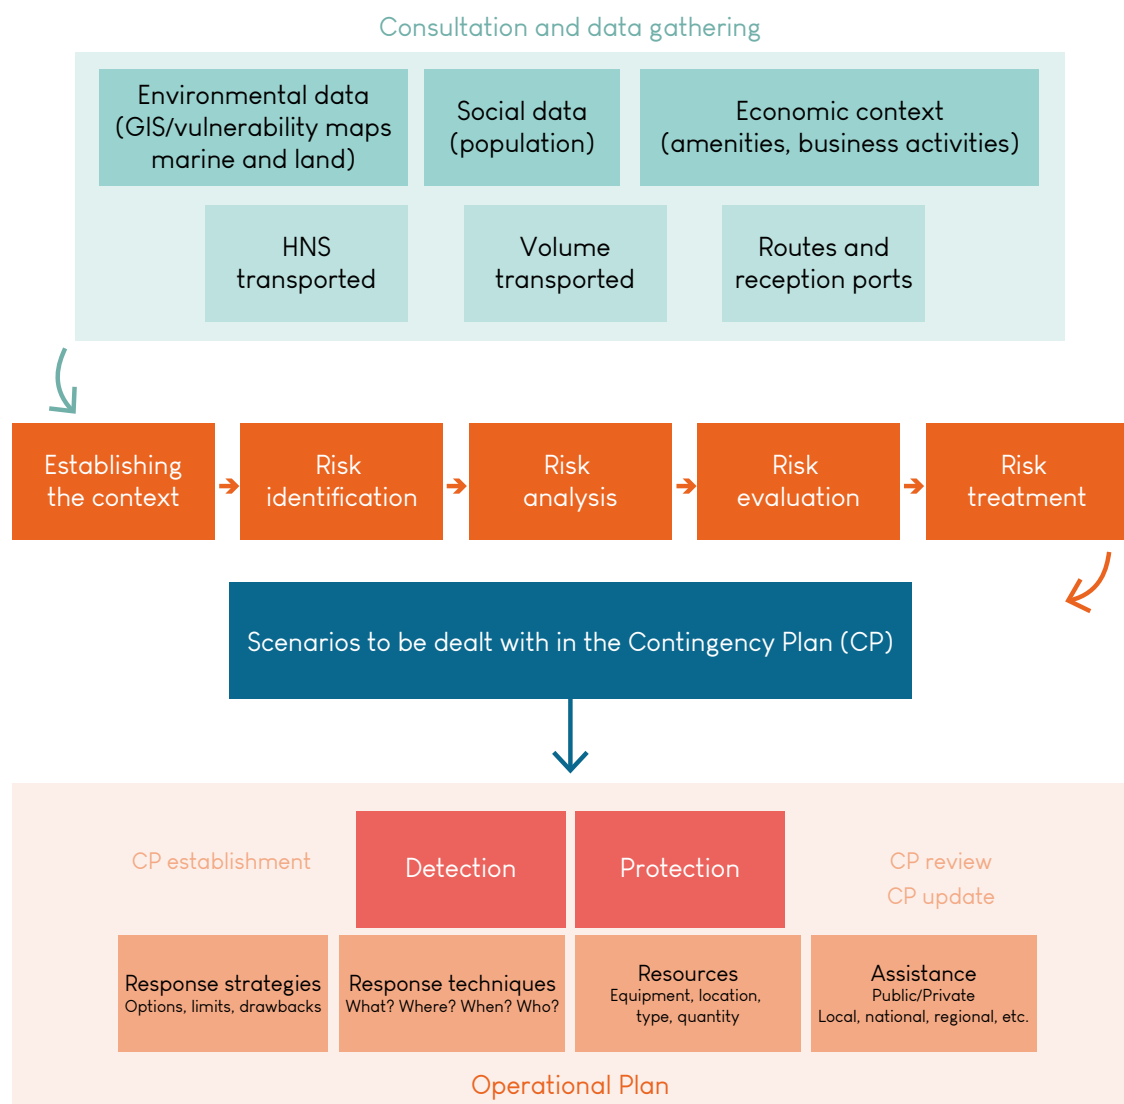 Consultation and data gathering
Environmental data
(GIS/vulnerability maps
marine and land)
Social data
(population)
Economic context
(amenities, business activities)
HNS
transported
Volume
transported
Routes and
reception ports
Establishing
the context
Risk
identification
Risk
analysis
Risk
evaluation
Risk
treatment
Scenarios to be dealt with in the Contingency Plan (CP)
CP establishment
Detection
Protection
CP review
CP update
Response strategies
Options, limits, drawbacks
Response techniques
What? Where? When? Who?
Resources
Equipment, location,
type, quantity
Assistance
Public/Private
Local, national, regional, etc.
Operational Plan